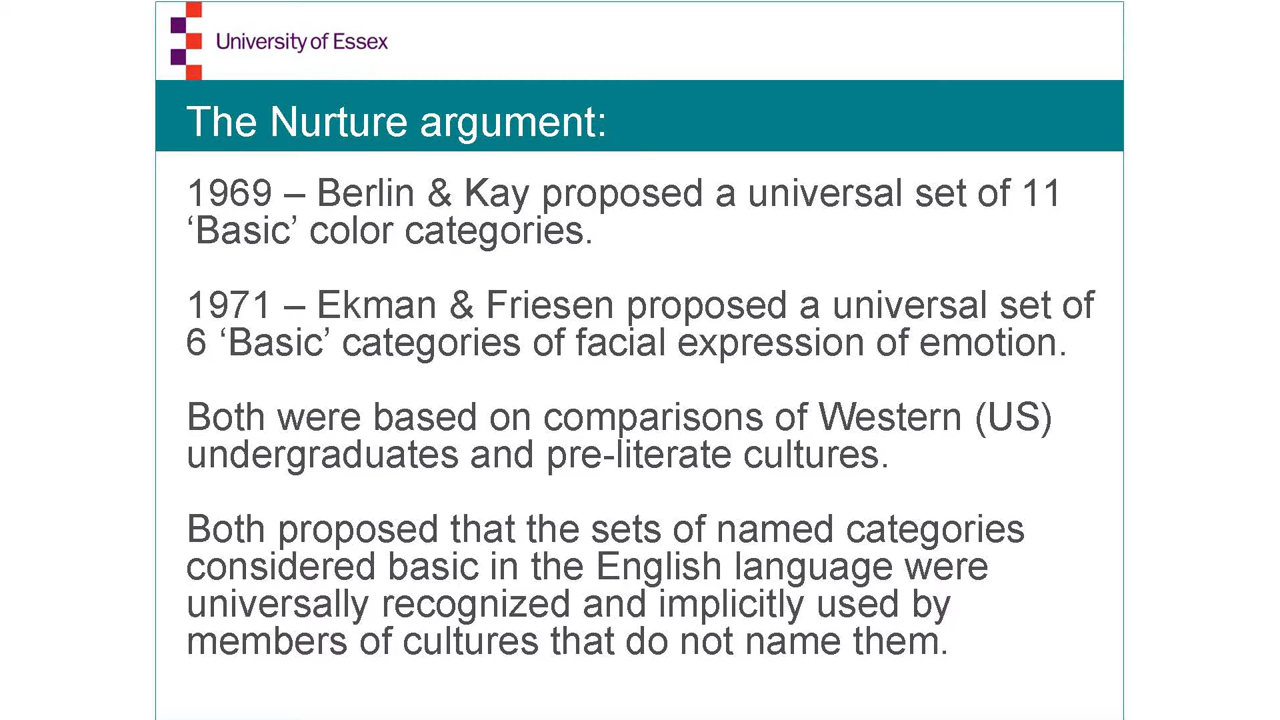 University of Essex
The Nurture argument:
1969 – Berlin & Kay proposed a universal set of 11
‘Basic’ color categories.
1971 – Ekman & Friesen proposed a universal set of
6 ‘Basic’ categories of facial expression of emotion.
Both were based on comparisons of Western (US)
undergraduates and pre-literate cultures.
Both proposed that the sets of named categories
considered basic in the English language were
universally recognized and implicitly used by
members of cultures that do not name them.